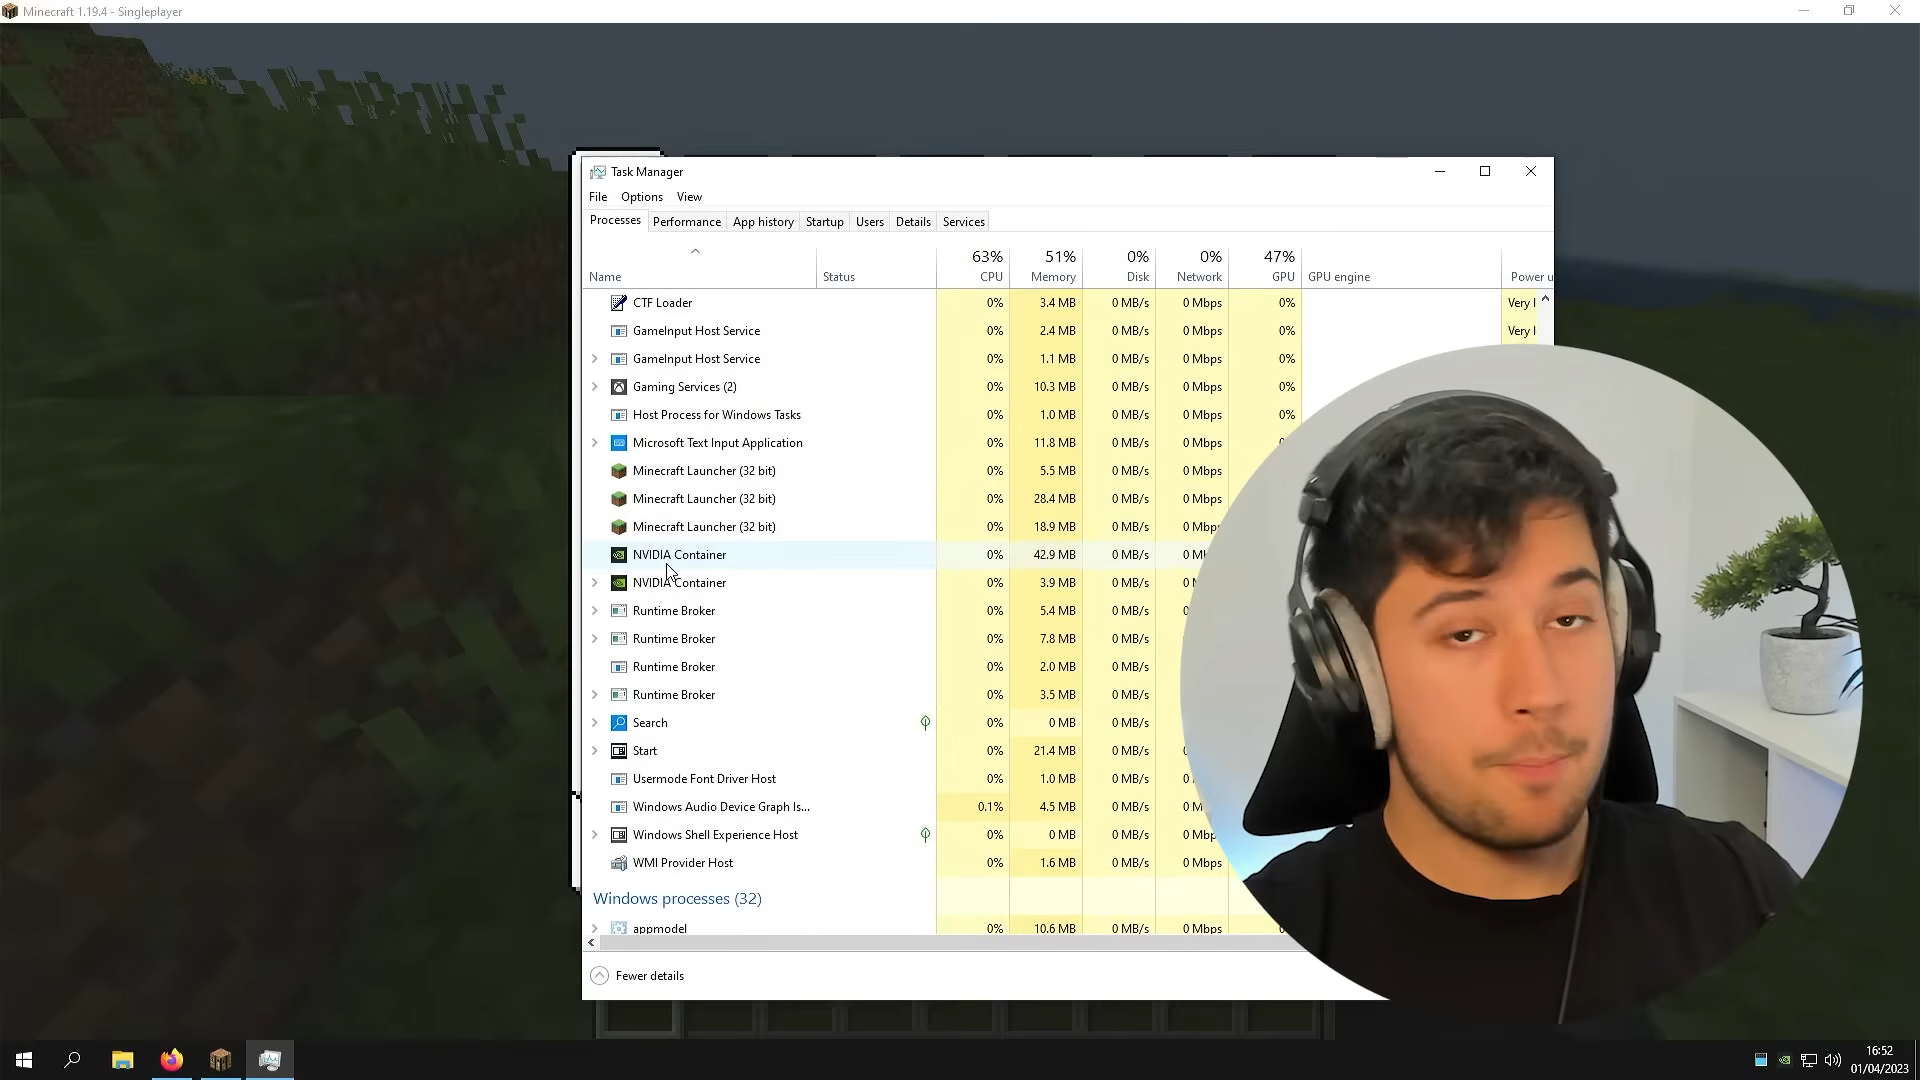 Minecraft 1.19.4 - Singleplayer
Task Manager
File Options View
Processes Performance App history Startup Users Details Services
63% 51% 0% 0% 47%
Name Status CPU Memory Disk Network GPU GPU engine Power u
CTF Loader 0% 3.4 MB 0 MB/s 0 Mbps 0% Very l
GameInput Host Service 0% 2.4 MB 0 MB/s 0 Mbps 0% Very l
GameInput Host Service 0% 1.1 MB 0 MB/s 0 Mbps 0%
Gaming Services (2) 0% 10.3 MB 0 MB/s 0 Mbps 0%
Host Process for Windows Tasks 0% 1.0 MB 0 MB/s 0 Mbps 0%
Microsoft Text Input Application 0% 11.8 MB 0 MB/s 0 Mbps
Minecraft Launcher (32 bit) 0% 5.5 MB 0 MB/s 0 Mbps
Minecraft Launcher (32 bit) 0% 28.4 MB 0 MB/s 0 Mbps
Minecraft Launcher (32 bit) 0% 18.9 MB 0 MB/s 0 Mbps
NVIDIA Container 0% 42.9 MB 0 MB/s 0
NVIDIA Container 0% 3.9 MB 0 MB/s 0
Runtime Broker 0% 5.4 MB 0 MB/s
Runtime Broker 0% 7.8 MB 0 MB/s
Runtime Broker 0% 2.0 MB 0 MB/s
Runtime Broker 0% 3.5 MB 0 MB/s
Search 0% 0 MB 0 MB/s
Start 0% 21.4 MB 0 MB/s
Usermode Font Driver Host 0% 1.0 MB 0 MB/s 0
Windows Audio Device Graph Is... 0.1% 4.5 MB 0 MB/s 0
Windows Shell Experience Host 0% 0 MB 0 MB/s 0 Mbps
WMI Provider Host 0% 1.6 MB 0 MB/s 0 Mbps
Windows processes (32)
appmodel 0% 10.6 MB 0 MB/s 0 Mbps
Fewer details
16:52
01/04/2023